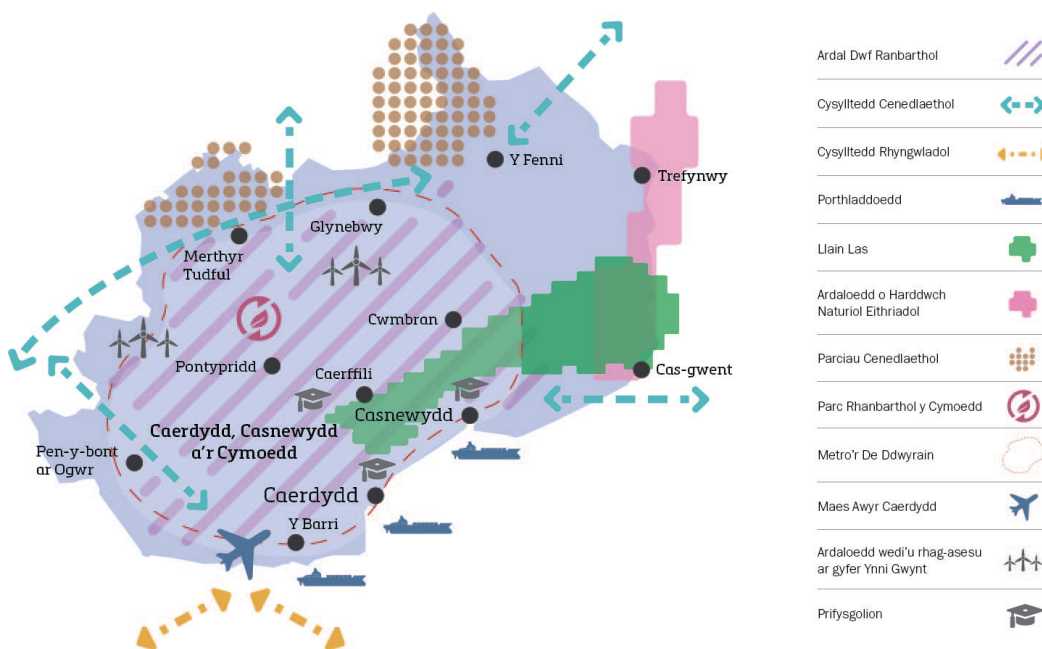 Y Fenni
Trefynwy
Glynebwy
Merthyr
Tudful
Cwmbran
Pontypridd
Caerffili
Cas-gwent
Casnewydd
Caerdydd, Casnewydd
a'r Cymoedd
Pen-y-bont
ar Ogwr
Caerdydd
Y Barri
Ardal Dwf Ranbarthol
Cysylltedd Cenedlaethol
Cysylltedd Rhyngwladol
Porthladdoedd
Llain Las
Ardaloedd o Harddwch
Naturiol Eithriadol
Parciau Cenedlaethol
Parc Rhanbarthol y Cymoedd
Metro'r De Ddwyrain
Maes Awyr Caerdydd
Ardaloedd wedi'u rhag-asesu
ar gyfer Ynni Gwynt
Prifysgolion